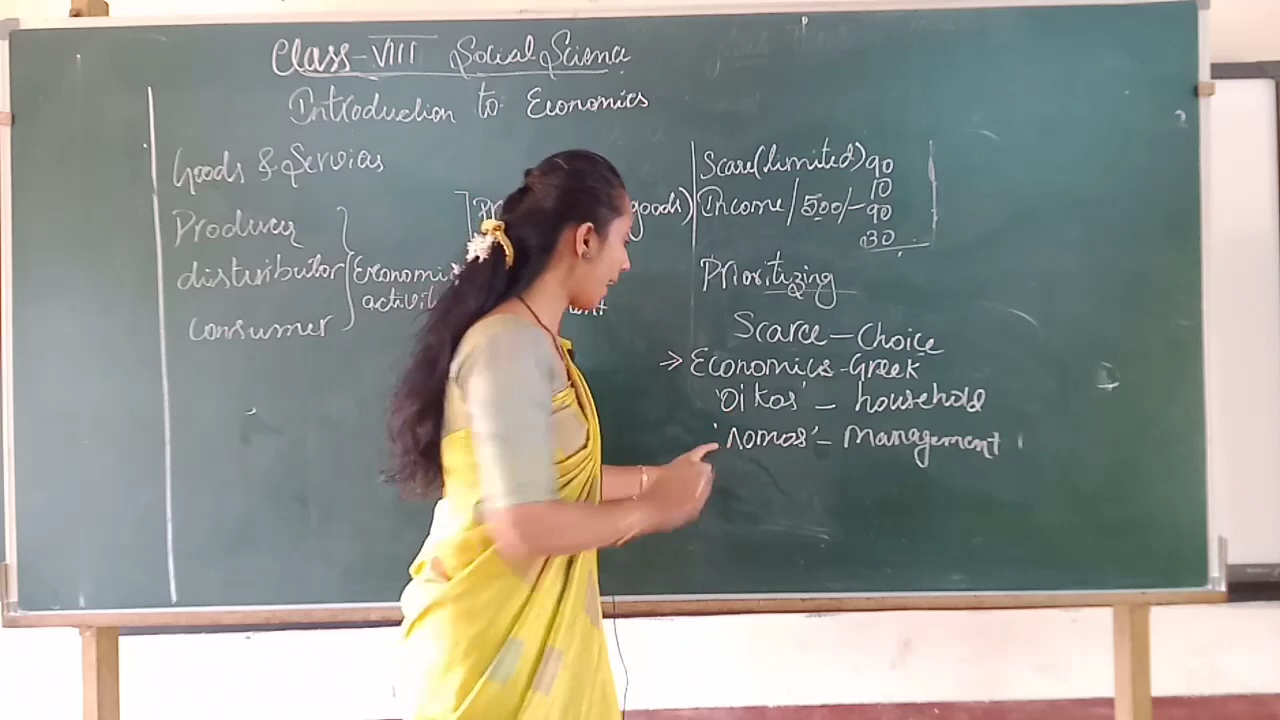 Class-VIII Social Science
Introduction to Economics
Goods & Services
Producer
distributor
consumer
Economic
goods)
Scare(limited) 90
10
Income/500/- 90
30
Prioritizing
Scarce - Choice
→ Economics - Greek
'Oikos' - household
'nomos' - Management